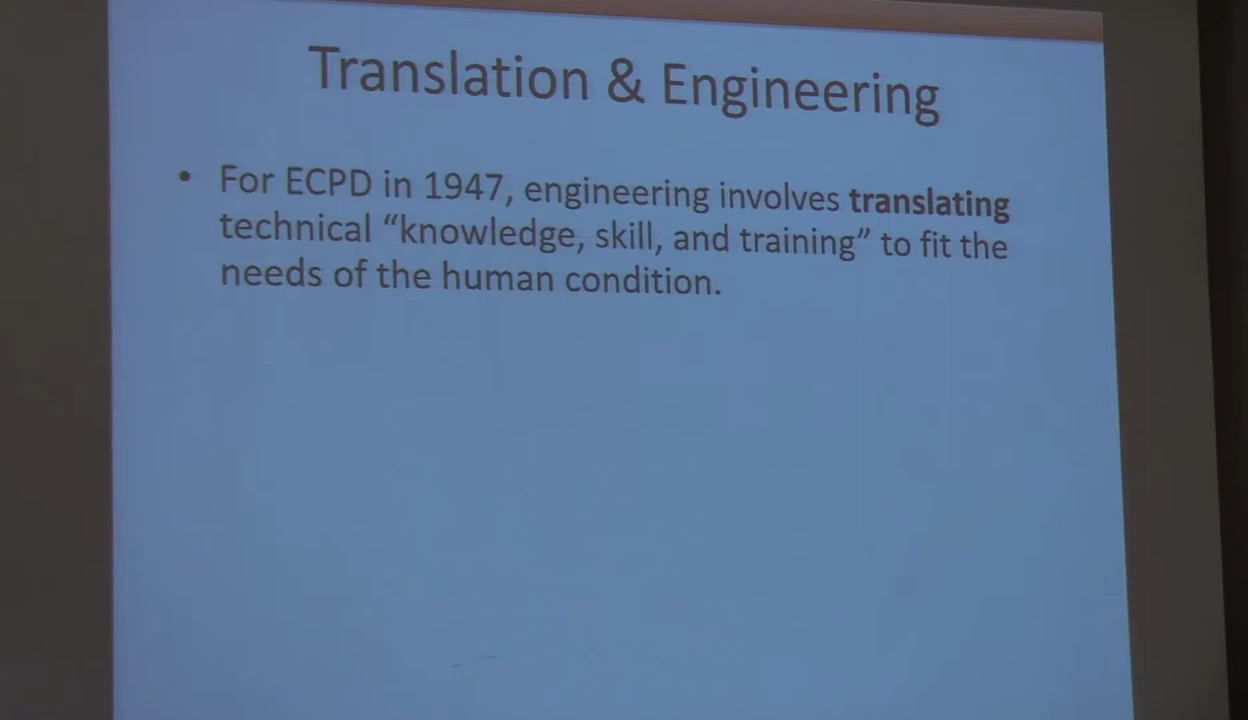 Translation & Engineering
• For ECPD in 1947, engineering involves translating
technical “knowledge, skill, and training” to fit the
needs of the human condition.